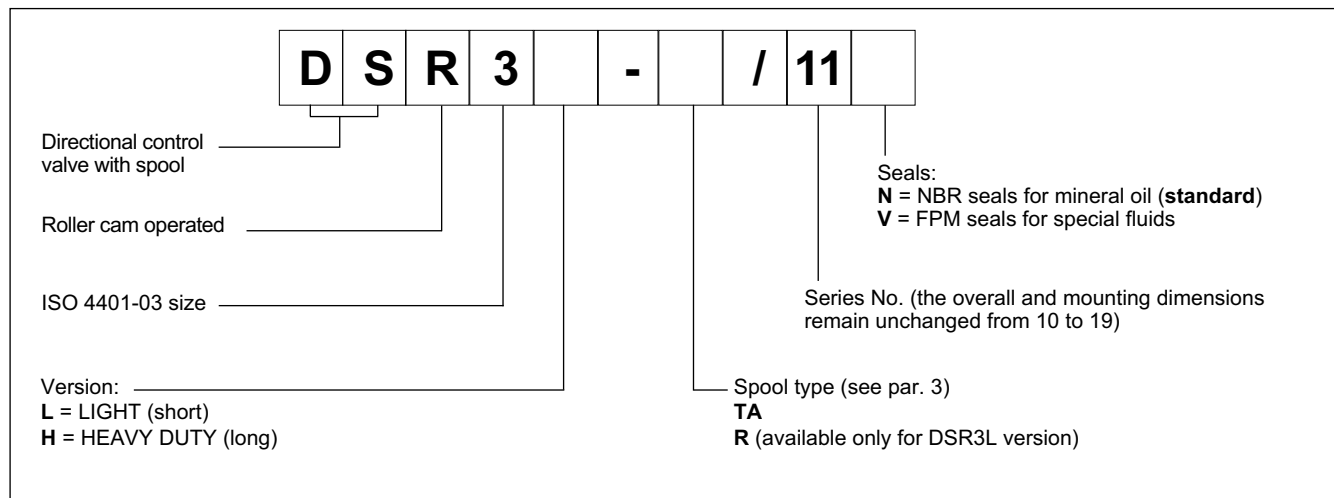 D S R 3 - / 11
Directional control
valve with spool
Roller cam operated
ISO 4401-03 size
Version:
L = LIGHT (short)
H = HEAVY DUTY (long)
Seals:
N = NBR seals for mineral oil (standard)
V = FPM seals for special fluids
Series No. (the overall and mounting dimensions
remain unchanged from 10 to 19)
Spool type (see par. 3)
TA
R (available only for DSR3L version)